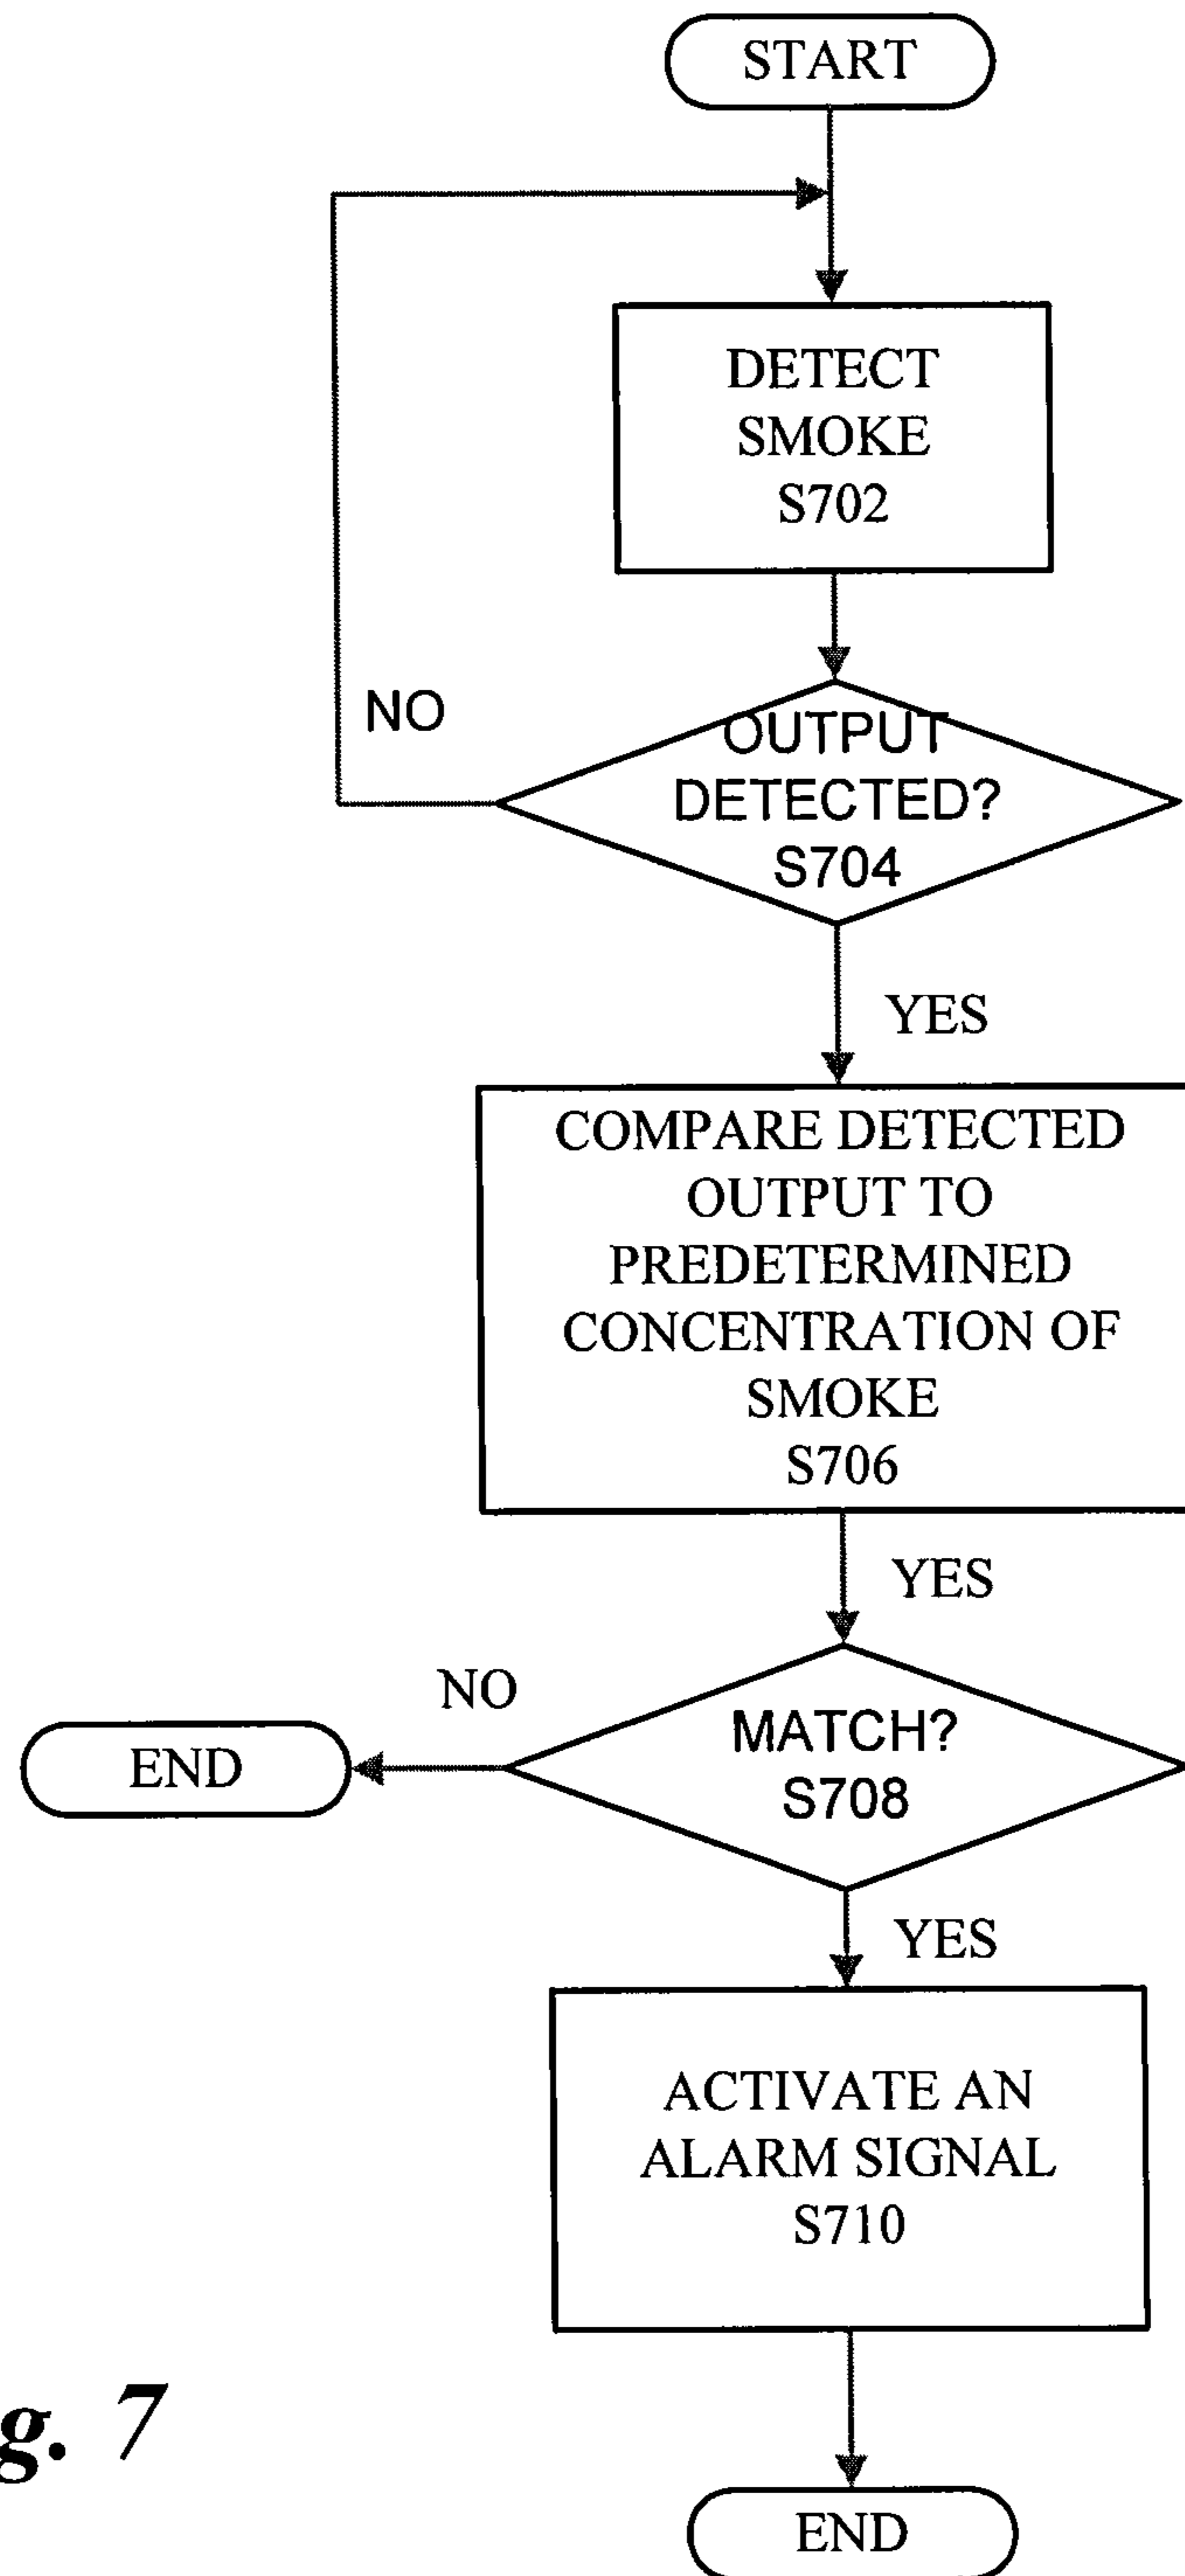 START
DETECT
SMOKE
S702
NO
OUTPUT
DETECTED?
S704
YES
COMPARE DETECTED
OUTPUT TO
PREDETERMINED
CONCENTRATION OF
SMOKE
S706
YES
NO
MATCH?
S708
END
YES
ACTIVATE AN
ALARM SIGNAL
S710
g. 7
END